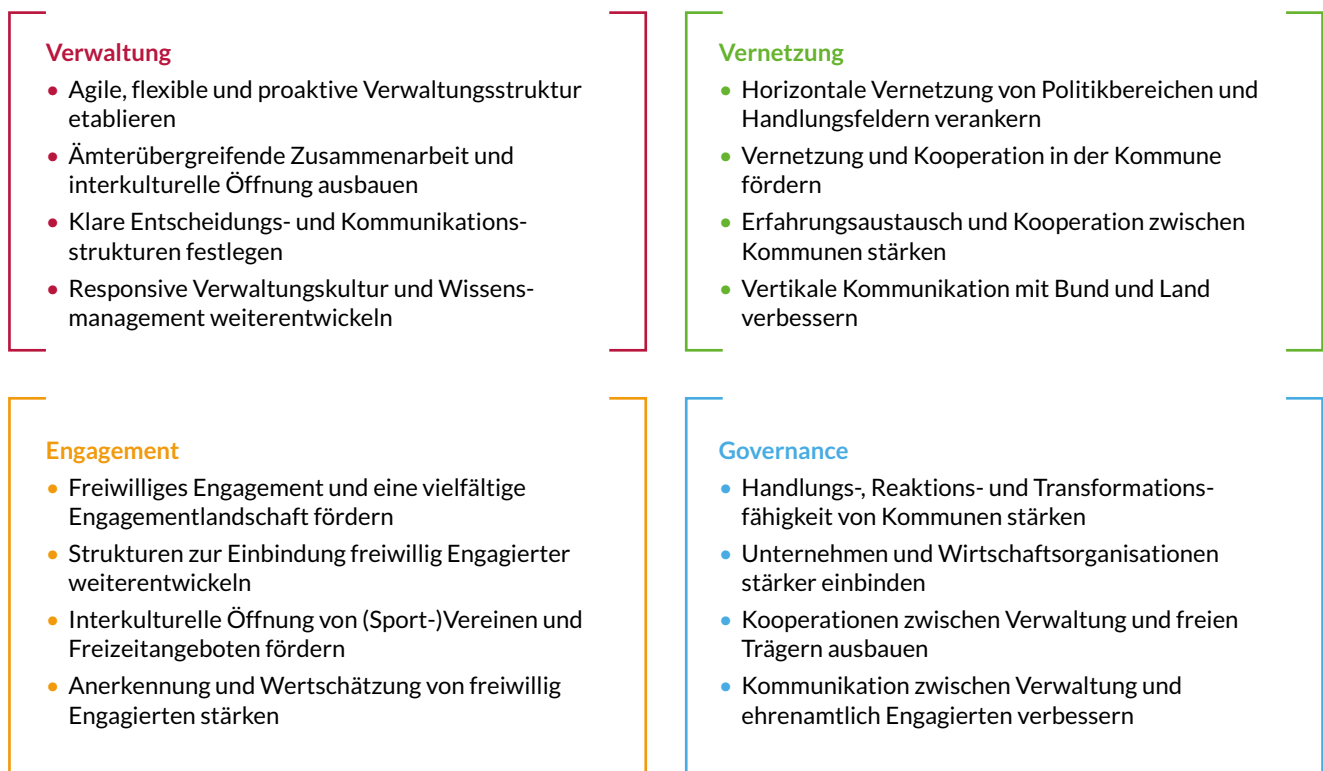 Verwaltung
• Agile, flexible und proaktive Verwaltungsstruktur
etablieren
• Ämterübergreifende Zusammenarbeit und
interkulturelle Öffnung ausbauen
• Klare Entscheidungs- und Kommunikations-
strukturen festlegen
• Responsive Verwaltungskultur und Wissens-
management weiterentwickeln
Vernetzung
• Horizontale Vernetzung von Politikbereichen und
Handlungsfeldern verankern
• Vernetzung und Kooperation in der Kommune
fördern
• Erfahrungsaustausch und Kooperation zwischen
Kommunen stärken
• Vertikale Kommunikation mit Bund und Land
verbessern
Engagement
• Freiwilliges Engagement und eine vielfältige
Engagementlandschaft fördern
• Strukturen zur Einbindung freiwillig Engagierter
weiterentwickeln
• Interkulturelle Öffnung von (Sport-)Vereinen und
Freizeitangeboten fördern
• Anerkennung und Wertschätzung von freiwillig
Engagierten stärken
Governance
• Handlungs-, Reaktions- und Transformations-
fähigkeit von Kommunen stärken
• Unternehmen und Wirtschaftsorganisationen
stärker einbinden
• Kooperationen zwischen Verwaltung und freien
Trägern ausbauen
• Kommunikation zwischen Verwaltung und
ehrenamtlich Engagierten verbessern